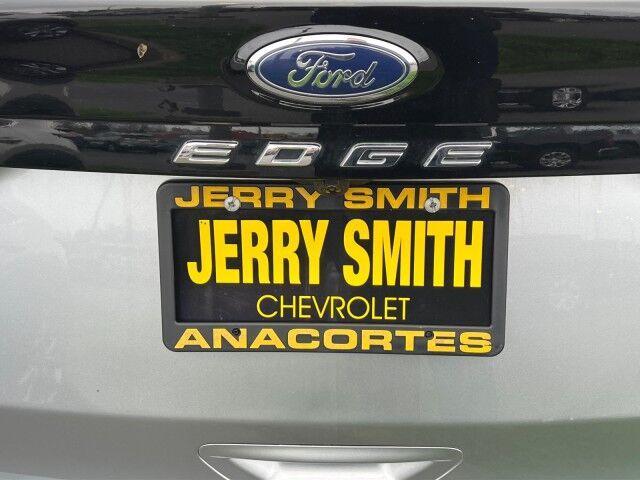 Ford
EDGE
JERRY SMITH
JERRY SMITH
CHEVROLET
ANACORTES